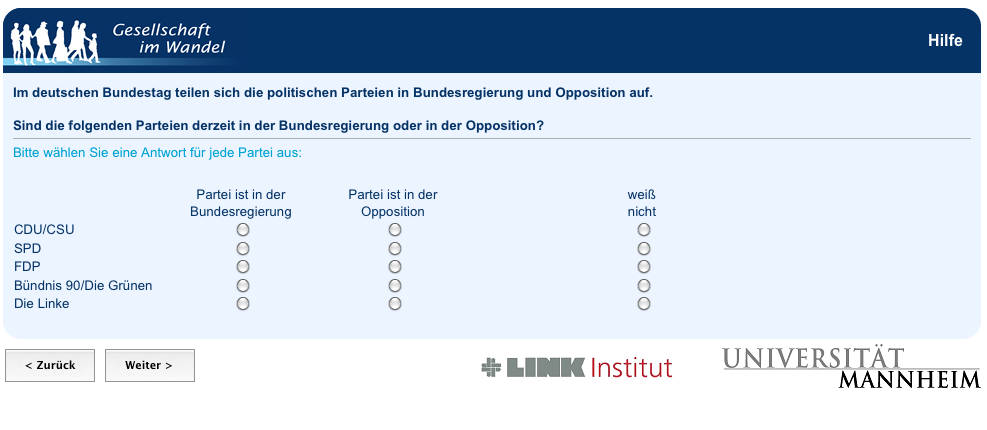 Gesellschaft
im Wandel
Hilfe
Im deutschen Bundestag teilen sich die politischen Parteien in Bundesregierung und Opposition auf.
Sind die folgenden Parteien derzeit in der Bundesregierung oder in der Opposition?
Bitte wählen Sie eine Antwort für jede Partei aus:
Partei ist in der Partei ist in der weiß
Bundesregierung Opposition nicht
CDU/CSU
SPD
FDP
Bündnis 90/Die Grünen
Die Linke
< Zurück Weiter >
LINK Institut
UNIVERSITÄT
MANNHEIM